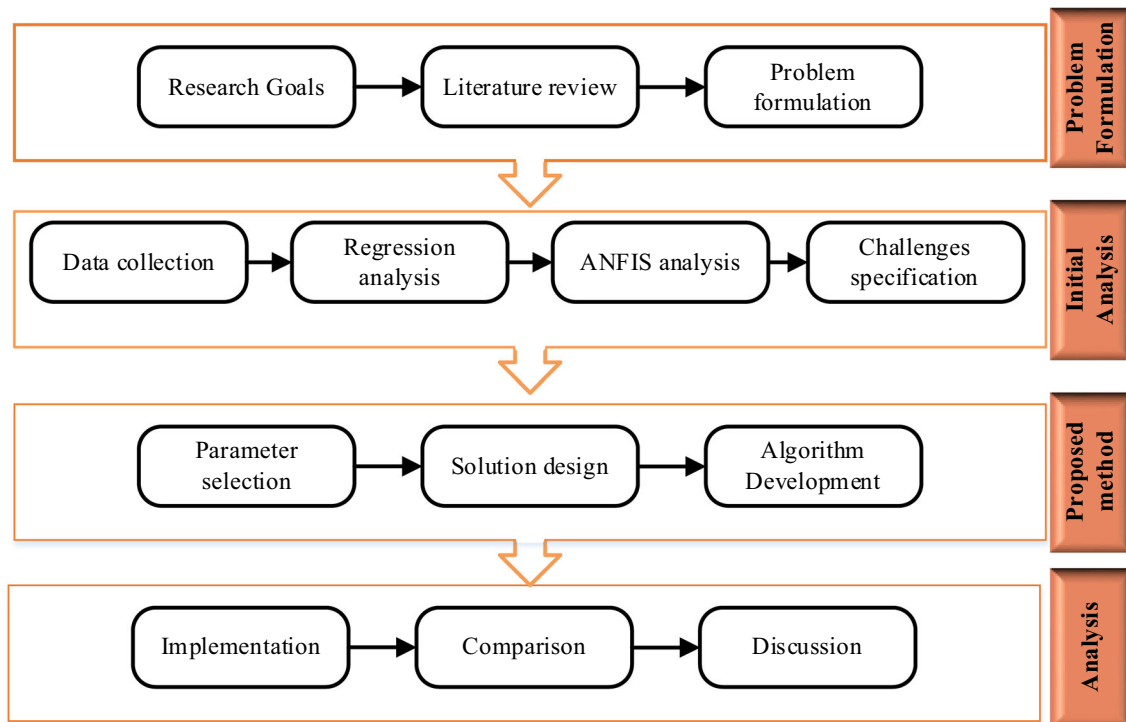 Research Goals
Literature review
Problem
formulation
Problem
Formulation
Data collection
Regression
analysis
ANFIS analysis
Challenges
specification
Initial
Analysis
Parameter
selection
Solution design
Algorithm
Development
Proposed
method
Implementation
Comparison
Discussion
Analysis